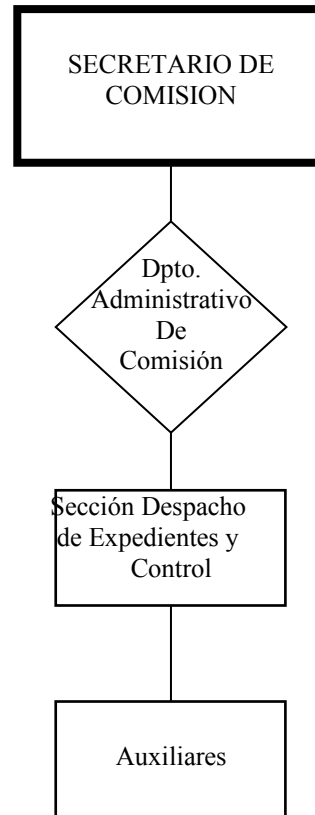 SECRETARIO DE
COMISION
Dpto.
Administrativo
De
Comisión
Sección Despacho
de Expedientes y
Control
Auxiliares